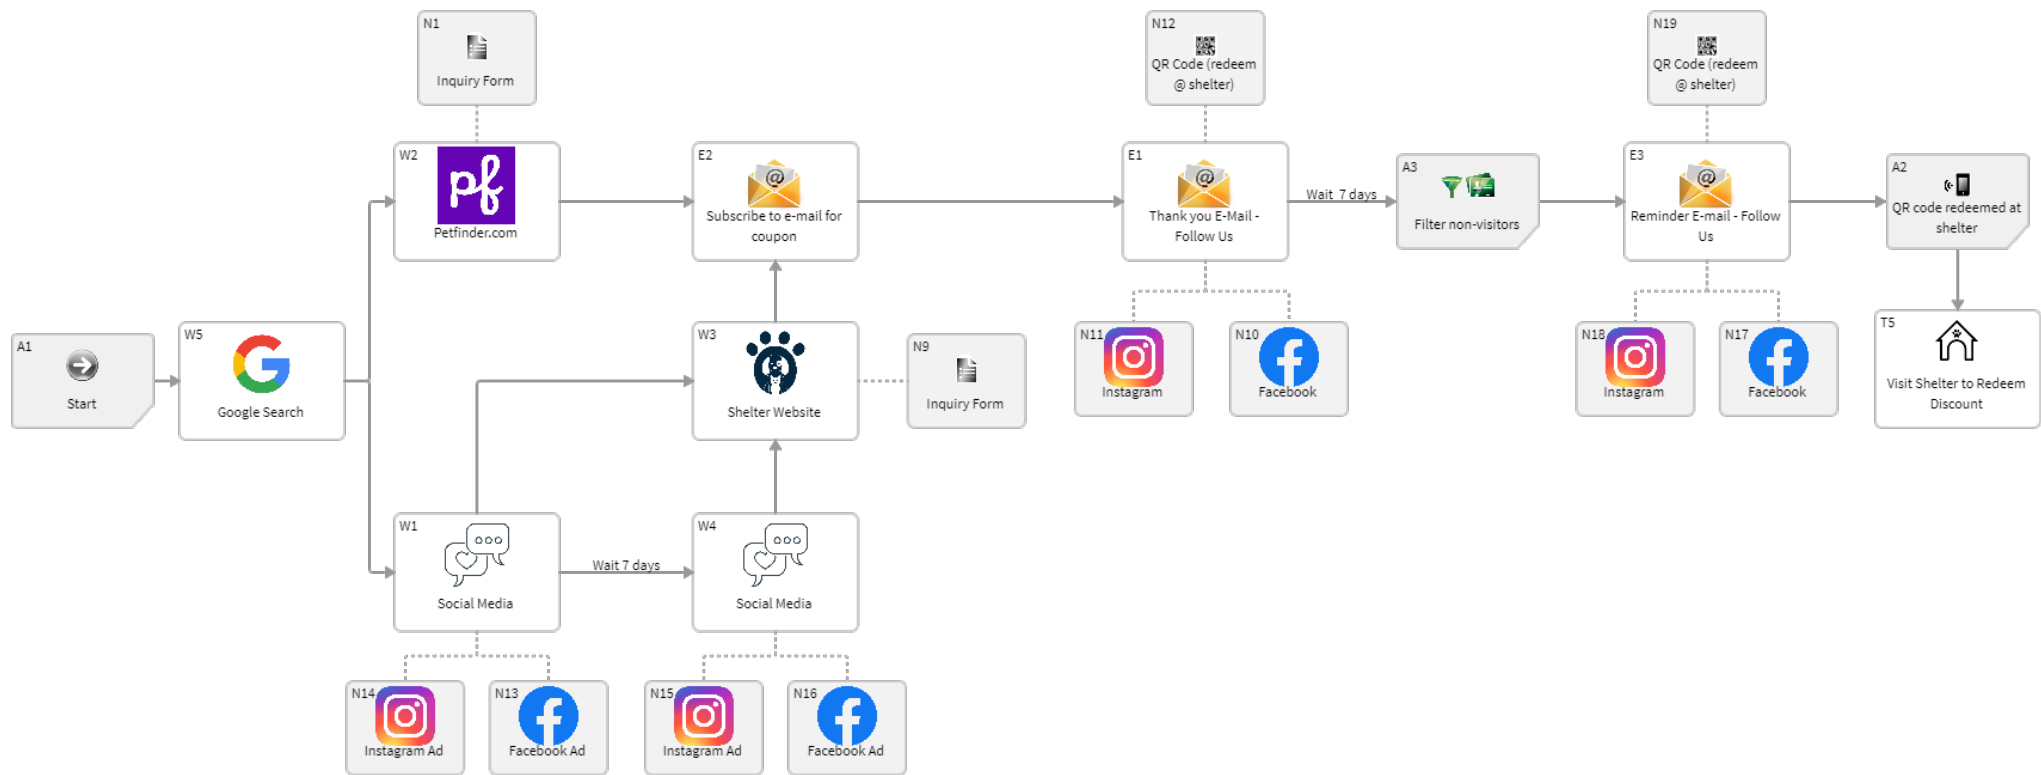 N1
Inquiry Form
N12
QR Code (redeem
@ shelter)
N19
QR Code (redeem
@ shelter)
W2
pf
Petfinder.com
E2
@
Subscribe to e-mail for
coupon
E1
@
Thank you E-Mail -
Follow Us
Wait 7 days
A3
Filter non-visitors
E3
@
Reminder E-mail - Follow
Us
A2
QR code redeemed at
shelter
A1
Start
W5
Google Search
W3
Shelter Website
N9
Inquiry Form
N11
Instagram
N10
Facebook
N18
Instagram
N17
Facebook
T5
Visit Shelter to Redeem
Discount
W1
Social Media
Wait 7 days
W4
Social Media
N14
Instagram Ad
N13
Facebook Ad
N15
Instagram Ad
N16
Facebook Ad